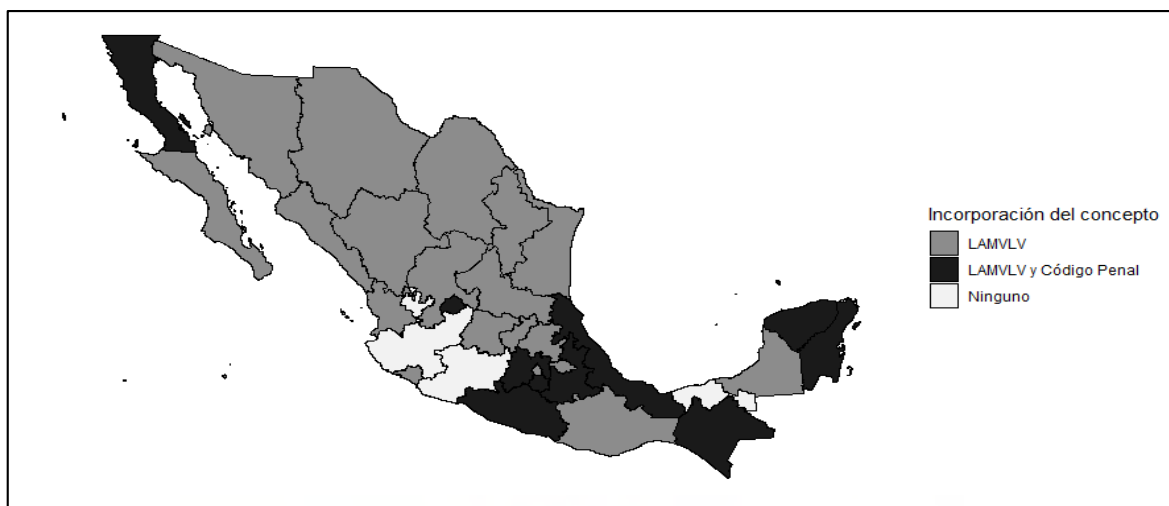 Incorporación del concepto
LAMVLV
LAMVLV y Código Penal
Ninguno